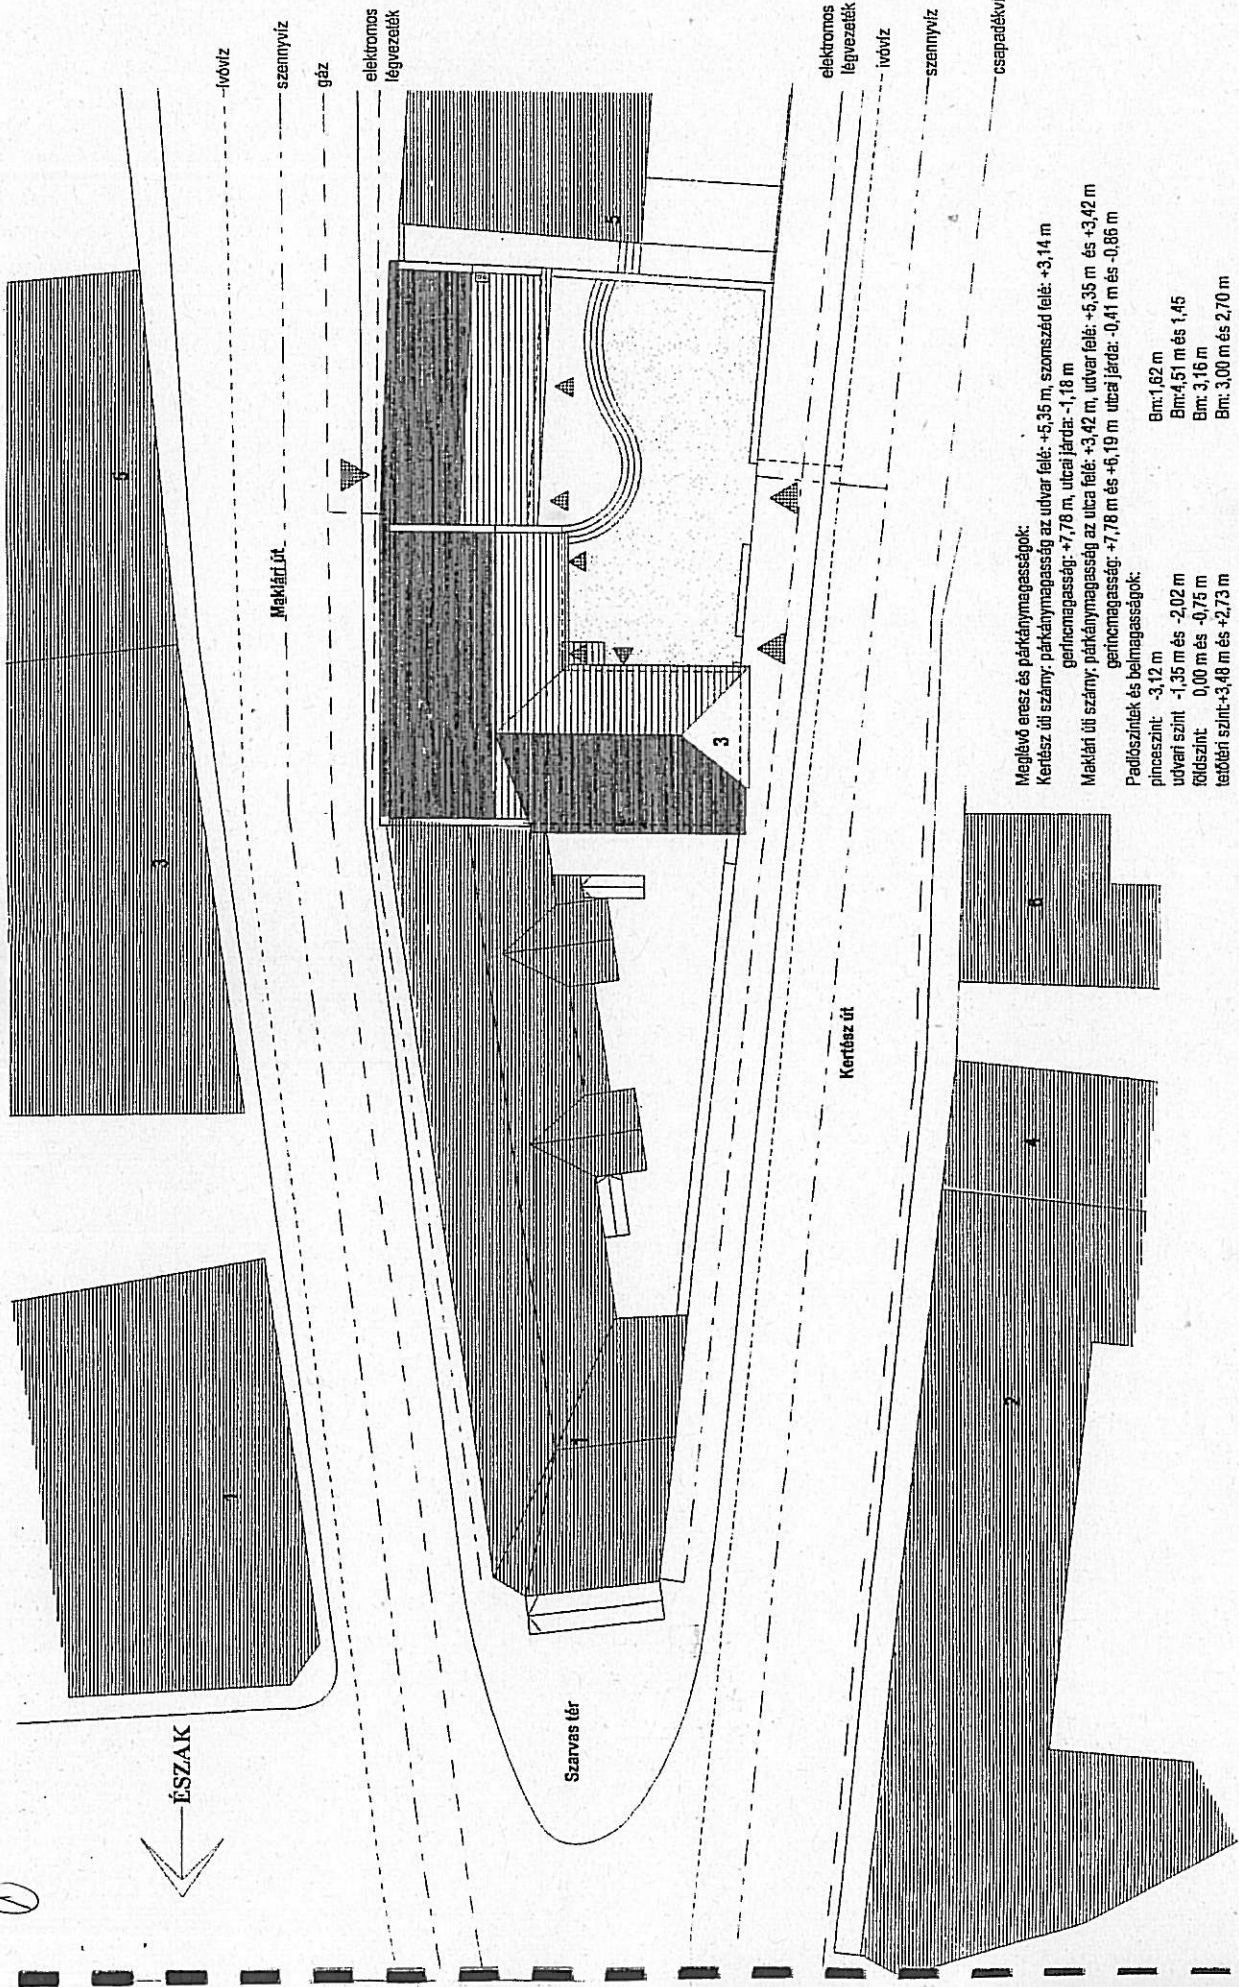 ivóvíz
szennyvíz
gáz
elektromos
légvezeték
elektromos
légvezeték
ivóvíz
szennyvíz
csapadékví
5
3
1
Maklári út
5
3
1
Kertész út
6
4
2
Szarvas tér
ÉSZAK
Meglévő eresz és párkánymagasságok:
Kertész úti szárny: párkánymagasság az udvar felé: +5,35 m, szomszéd felé: +3,14 m
gerincmagasság: +7,78 m, utcai járda: -1,18 m
Maklári úti szárny: párkánymagasság az utca felé: +3,42 m, udvar felé: +5,35 m és +3,42 m
gerincmagasság: +7,78 m és +6,19 m utcai járda: -0,41 m és -0,86 m
Padlószintek és belmagasságok:
pinceszint: -3,12 m Bm:1,62 m
udvari szint -1,35 m és -2,02 m Bm:4,51 m és 1,45
földszint: 0,00 m és -0,75 m Bm: 3,16 m
tetőtéri szint:+3,48 m és +2,73 m Bm: 3,00 m és 2,70 m